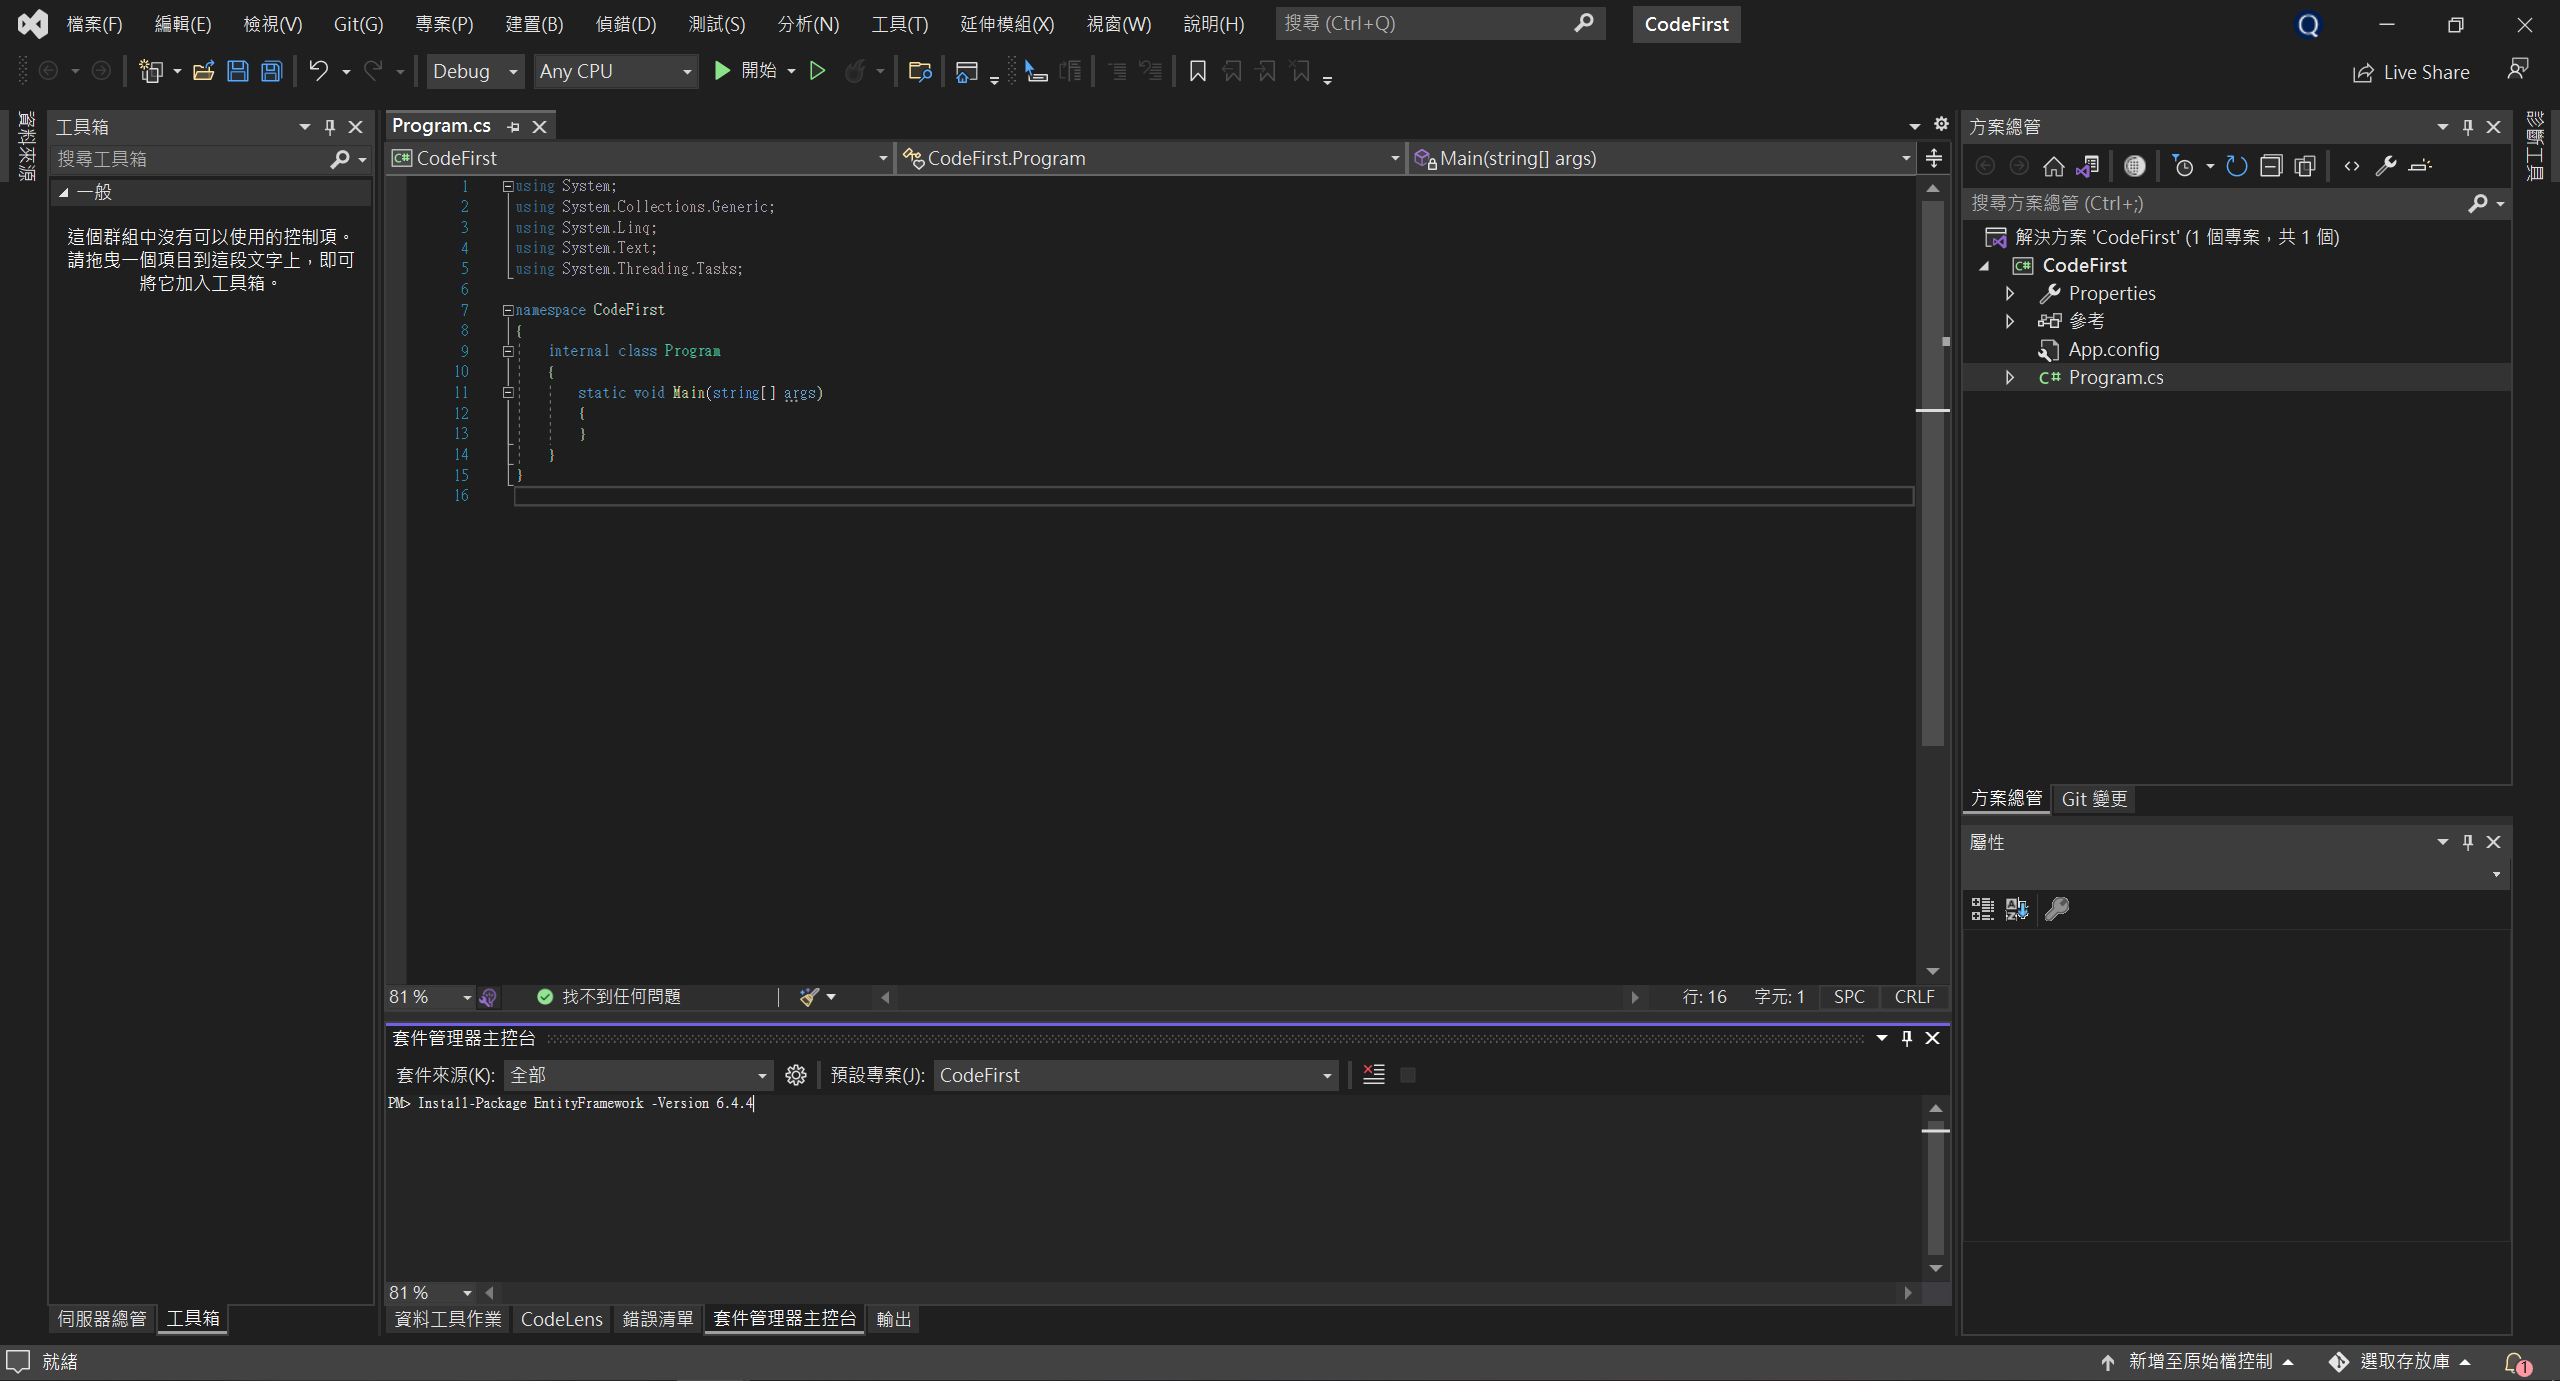 檔案(F) 編輯(E) 檢視(V) Git(G) 專案(P) 建置(B) 偵錯(D) 測試(S) 分析(N) 工具(T) 延伸模組(X) 視窗(W) 說明(H) 搜尋 (Ctrl+Q) CodeFirst Q
Debug Any CPU 開始 Live Share
資料來源
工具箱
搜尋工具箱
一般
這個群組中沒有可以使用的控制項。
請拖曳一個項目到這段文字上，即可
將它加入工具箱。
伺服器總管 工具箱
Program.cs
C# CodeFirst CodeFirst.Program Main(string[] args)
1 using System;
2 using System.Collections.Generic;
3 using System.Linq;
4 using System.Text;
5 using System.Threading.Tasks;
6
7 namespace CodeFirst
8 {
9 internal class Program
10 {
11 static void Main(string[] args)
12 {
13 }
14 }
15 }
16
81 % 找不到任何問題 行: 16 字元: 1 SPC CRLF
套件管理器主控台
套件來源(K): 全部 預設專案(J): CodeFirst
PM> Install-Package EntityFramework -Version 6.4.4
81 %
資料工具作業 CodeLens 錯誤清單 套件管理器主控台 輸出
方案總管
搜尋方案總管 (Ctrl+;)
解決方案 'CodeFirst' (1 個專案，共 1 個)
C# CodeFirst
Properties
參考
App.config
C# Program.cs
方案總管 Git 變更
屬性
診斷工具
就緒 新增至原始檔控制 選取存放庫 1